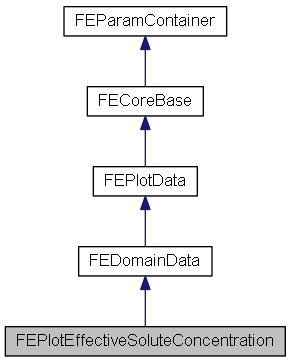 FEParamContainer
FECoreBase
FEPlotData
FEDomainData
FEPlotEffectiveSoluteConcentration